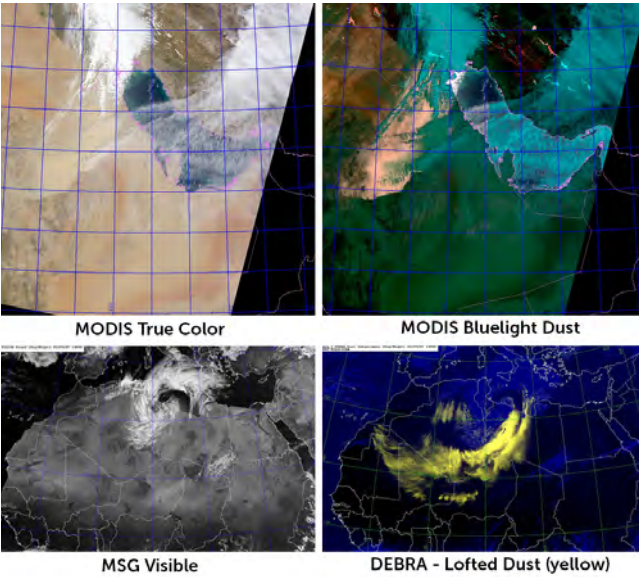 MODIS True Color
MODIS Bluelight Dust
MSG Visible
DEBRA - Lofted Dust (yellow)